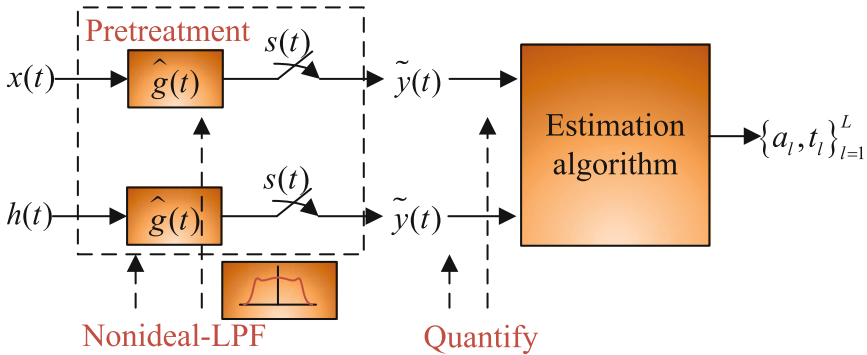 Pretreatment
x(t)
ĝ(t)
s(t)
ỹ(t)
h(t)
ĝ(t)
s(t)
ỹ(t)
Estimation
algorithm
{a_l, t_l}_{l=1}^{L}
Nonideal-LPF
Quantify